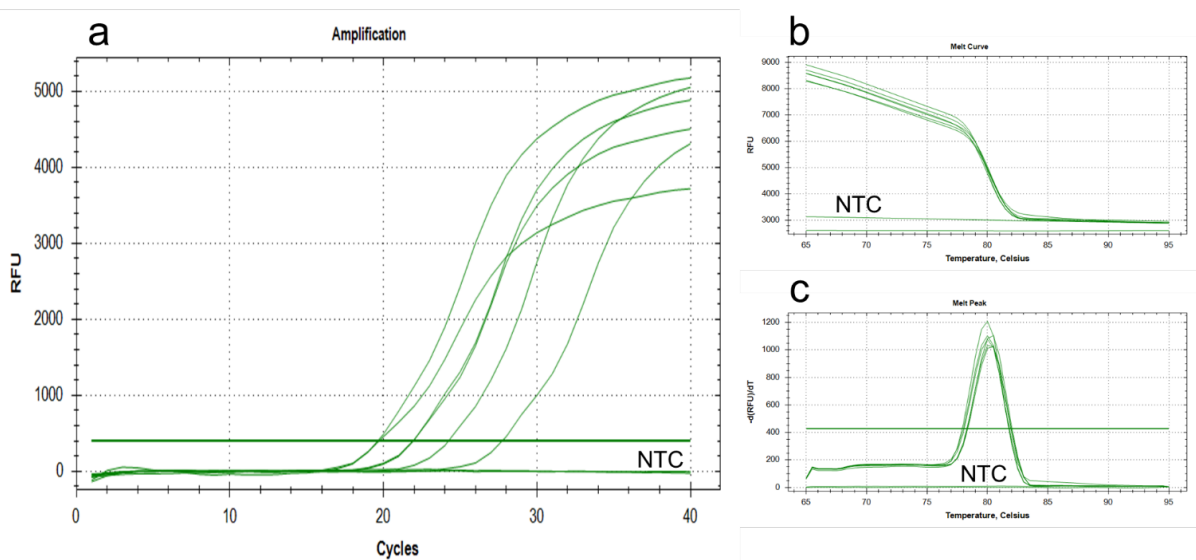 a
Amplification
5000
4000
3000
2000
1000
0
RFU
NTC
0 10 20 30 40
Cycles
b
Melt Curve
9000
8000
7000
6000
5000
4000
3000
RFU
NTC
65 70 75 80 85 90 95
Temperature, Celsius
c
Melt Peak
1200
1000
800
600
400
200
0
-d(RFU)/dT
NTC
65 70 75 80 85 90 95
Temperature, Celsius